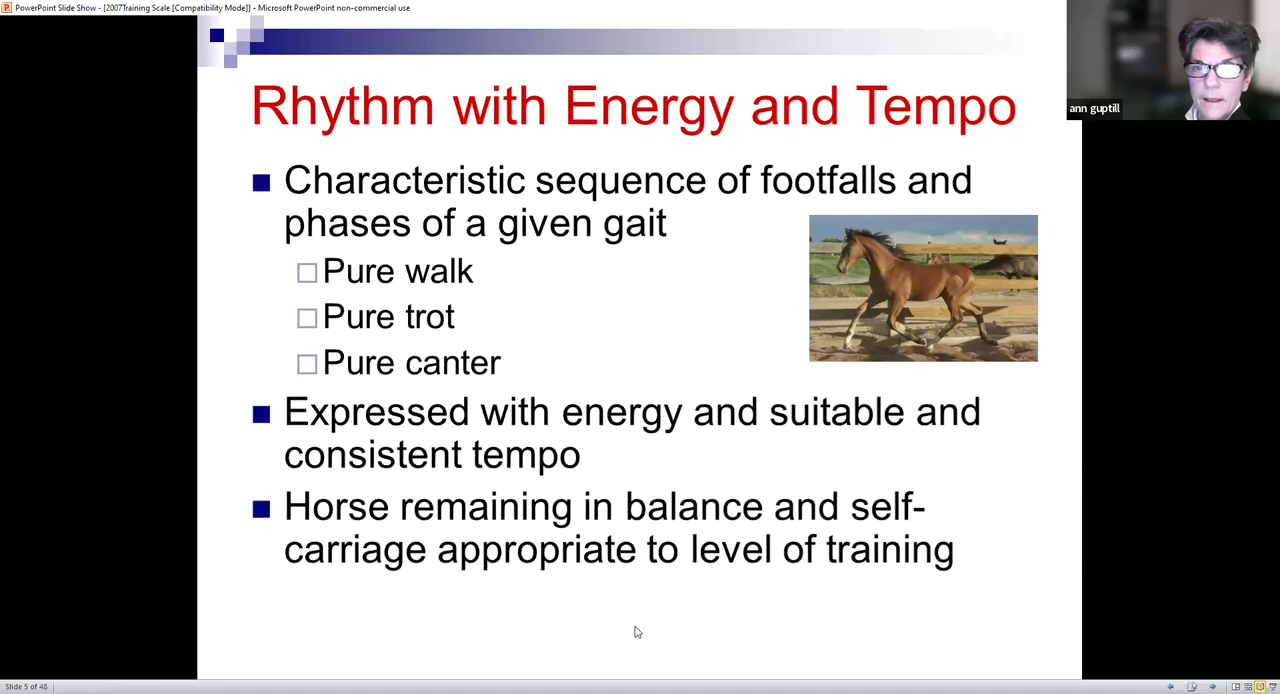 PowerPoint Slide Show - [2007Training Scale [Compatibility Mode]] - Microsoft PowerPoint non-commercial use
ann guptill
Rhythm with Energy and Tempo
Characteristic sequence of footfalls and
phases of a given gait
Pure walk
Pure trot
Pure canter
Expressed with energy and suitable and
consistent tempo
Horse remaining in balance and self-
carriage appropriate to level of training
Slide 5 of 48